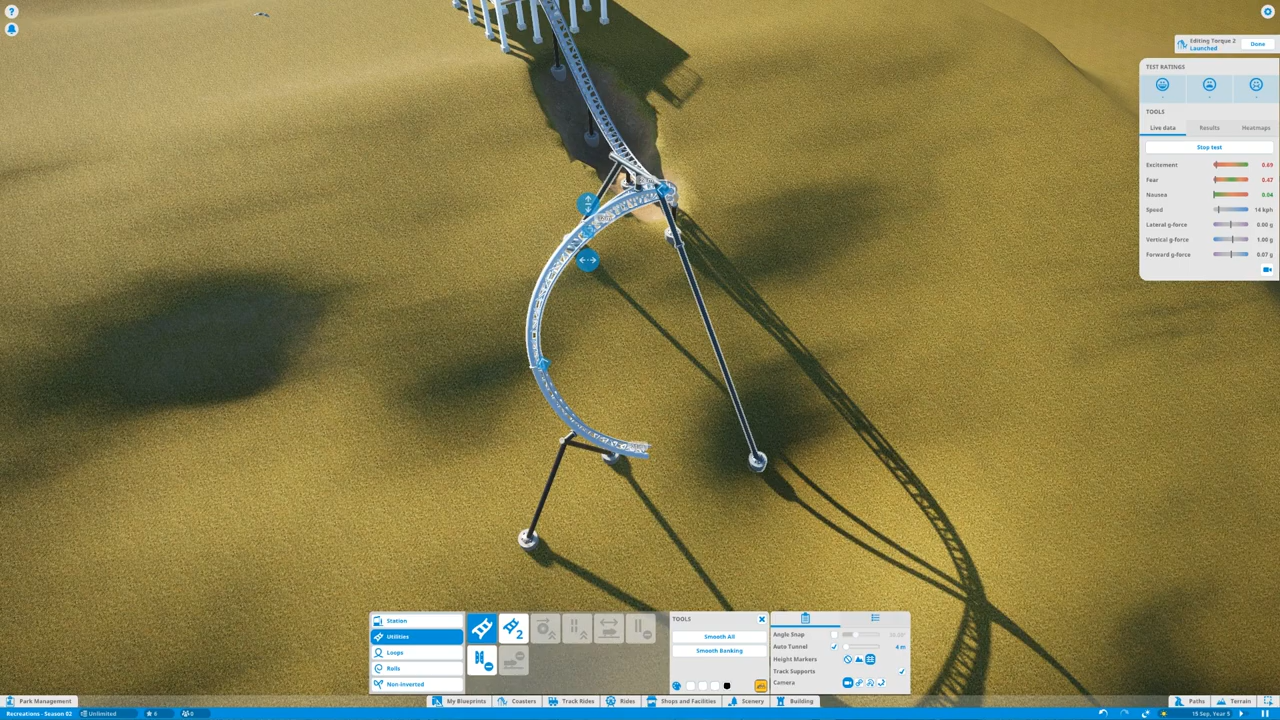 ?
Editing Torque 2
Launched
Done
TEST RATINGS
- - -
TOOLS
Live data Results Heatmaps
Stop test
Excitement 0.69
Fear 0.47
Nausea 0.04
Speed 14 kph
Lateral g-force 0.00 g
Vertical g-force 1.00 g
Forward g-force 0.07 g
Station
Utilities
Loops
Rolls
Non-inverted
2
TOOLS
Smooth All
Smooth Banking
Angle Snap
Auto Tunnel 4 m
Height Markers
Track Supports
Camera
Park Management
My Blueprints Coasters Track Rides Rides Shops and Facilities Scenery Building
Paths Terrain
Recreations - Season 02 Unlimited 6 0
15 Sep, Year 5